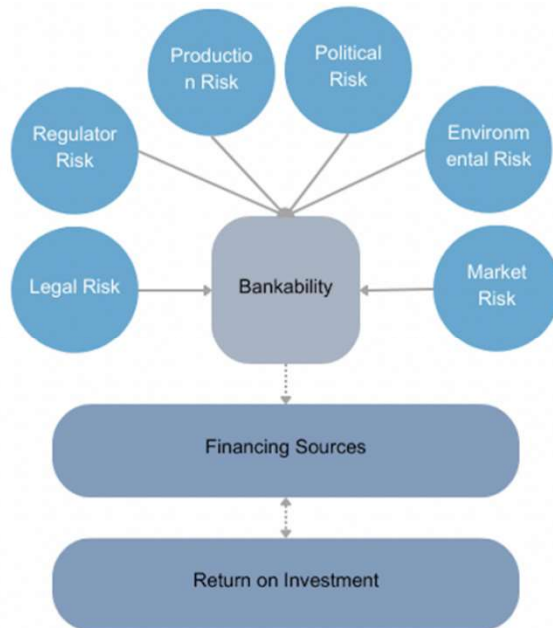 Productio
n Risk
Political
Risk
Regulator
Risk
Environm
ental Risk
Legal Risk
Bankability
Market
Risk
Financing Sources
Return on Investment